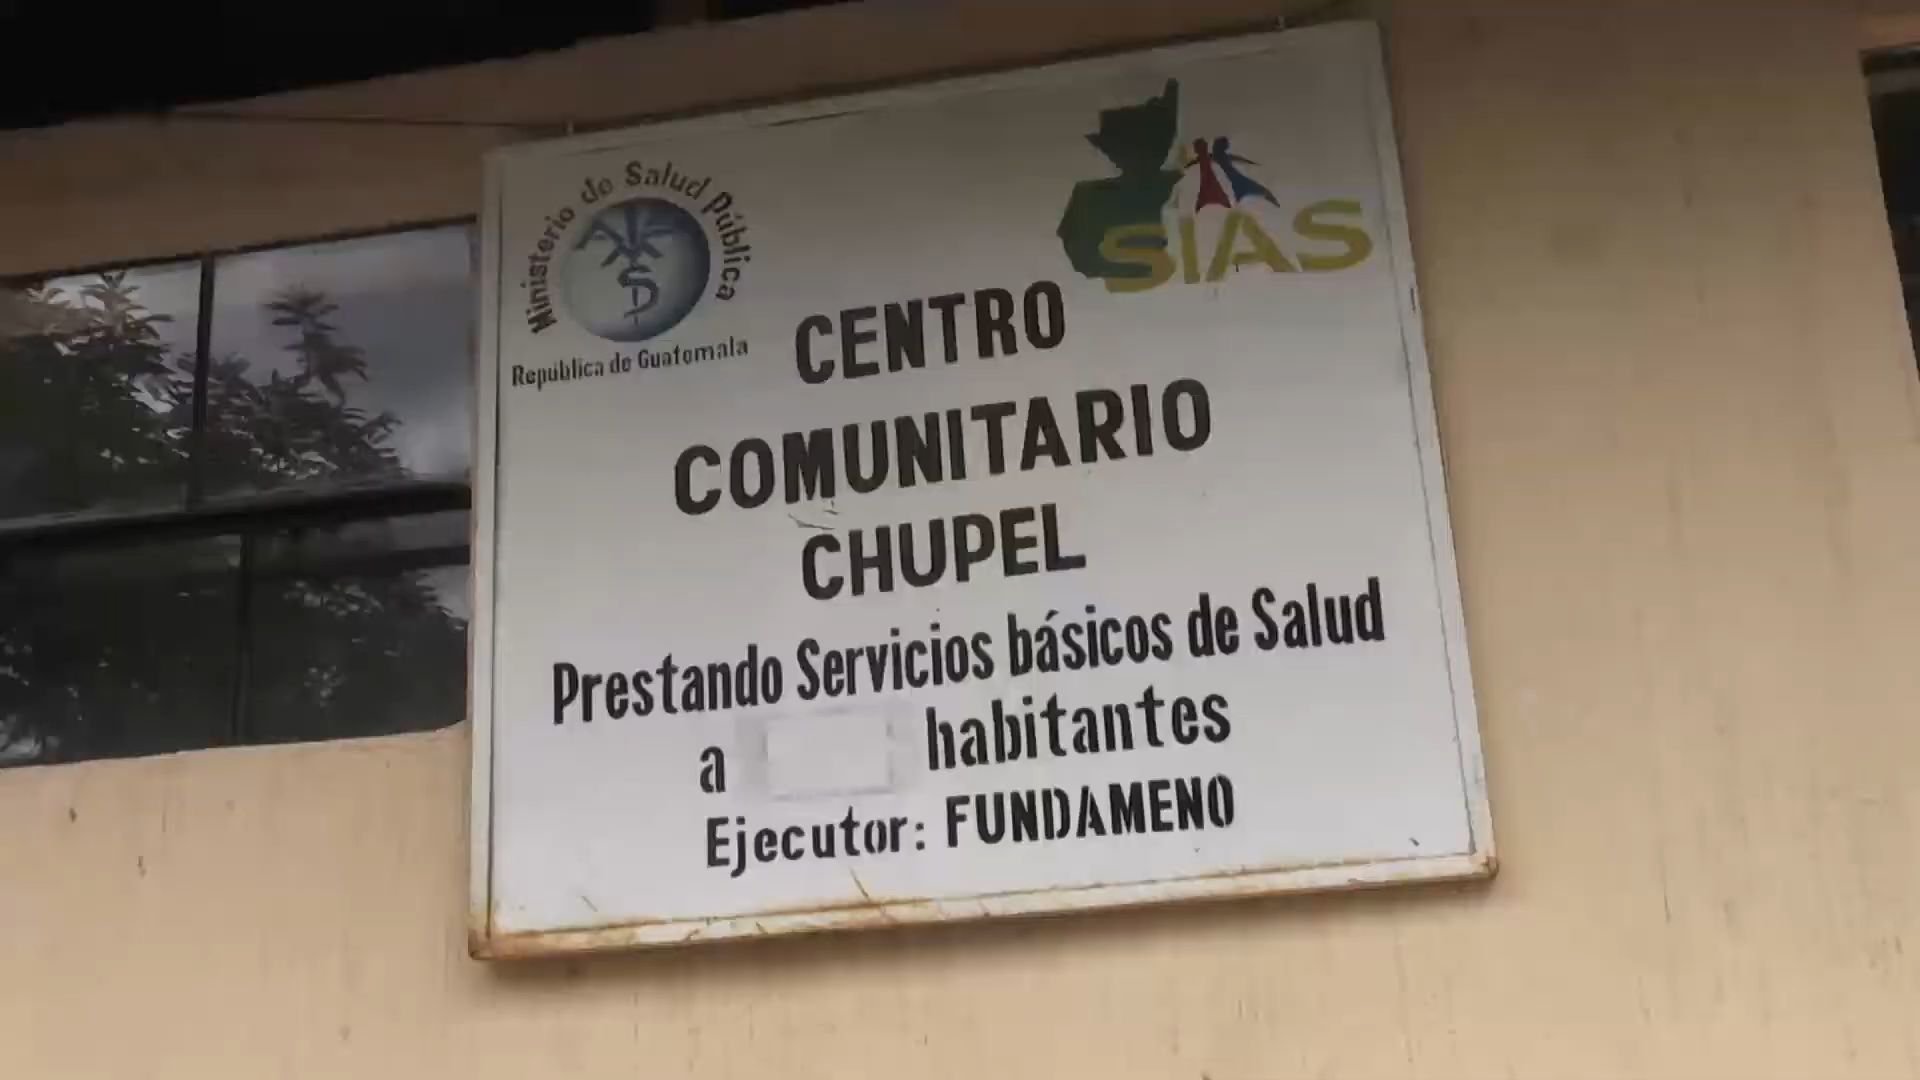 Ministerio de Salud Pública
República de Guatemala
SIAS
CENTRO
COMUNITARIO
CHUPEL
Prestando Servicios básicos de Salud
a habitantes
Ejecutor: FUNDAMENO